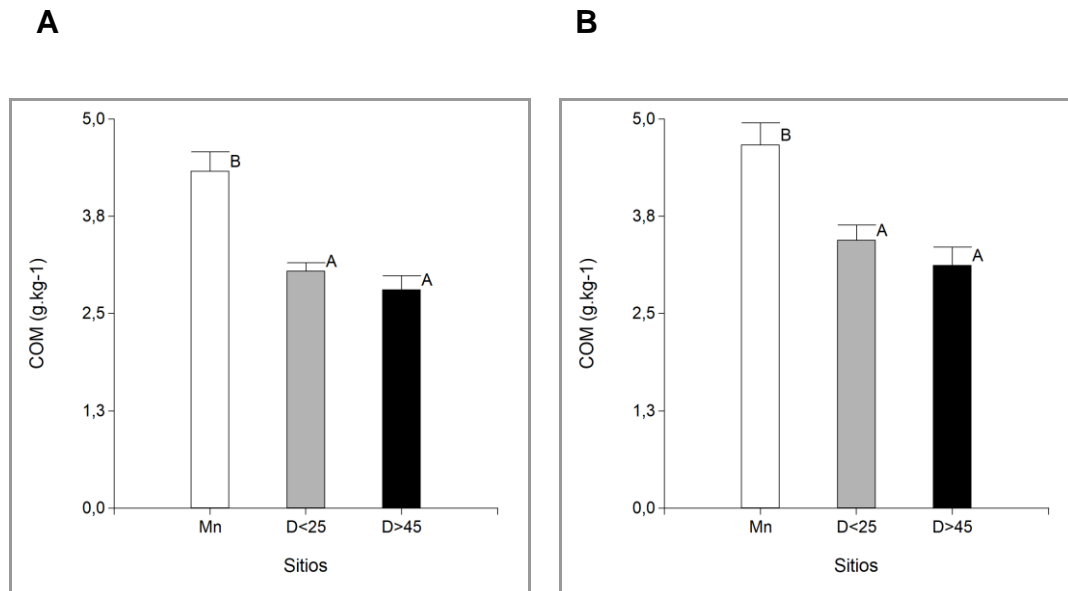 A
B
5,0
3,8
2,5
1,3
0,0
COM (g.kg-1)
B
A
A
Mn
D<25
D>45
Sitios
5,0
3,8
2,5
1,3
0,0
COM (g.kg-1)
B
A
A
Mn
D<25
D>45
Sitios